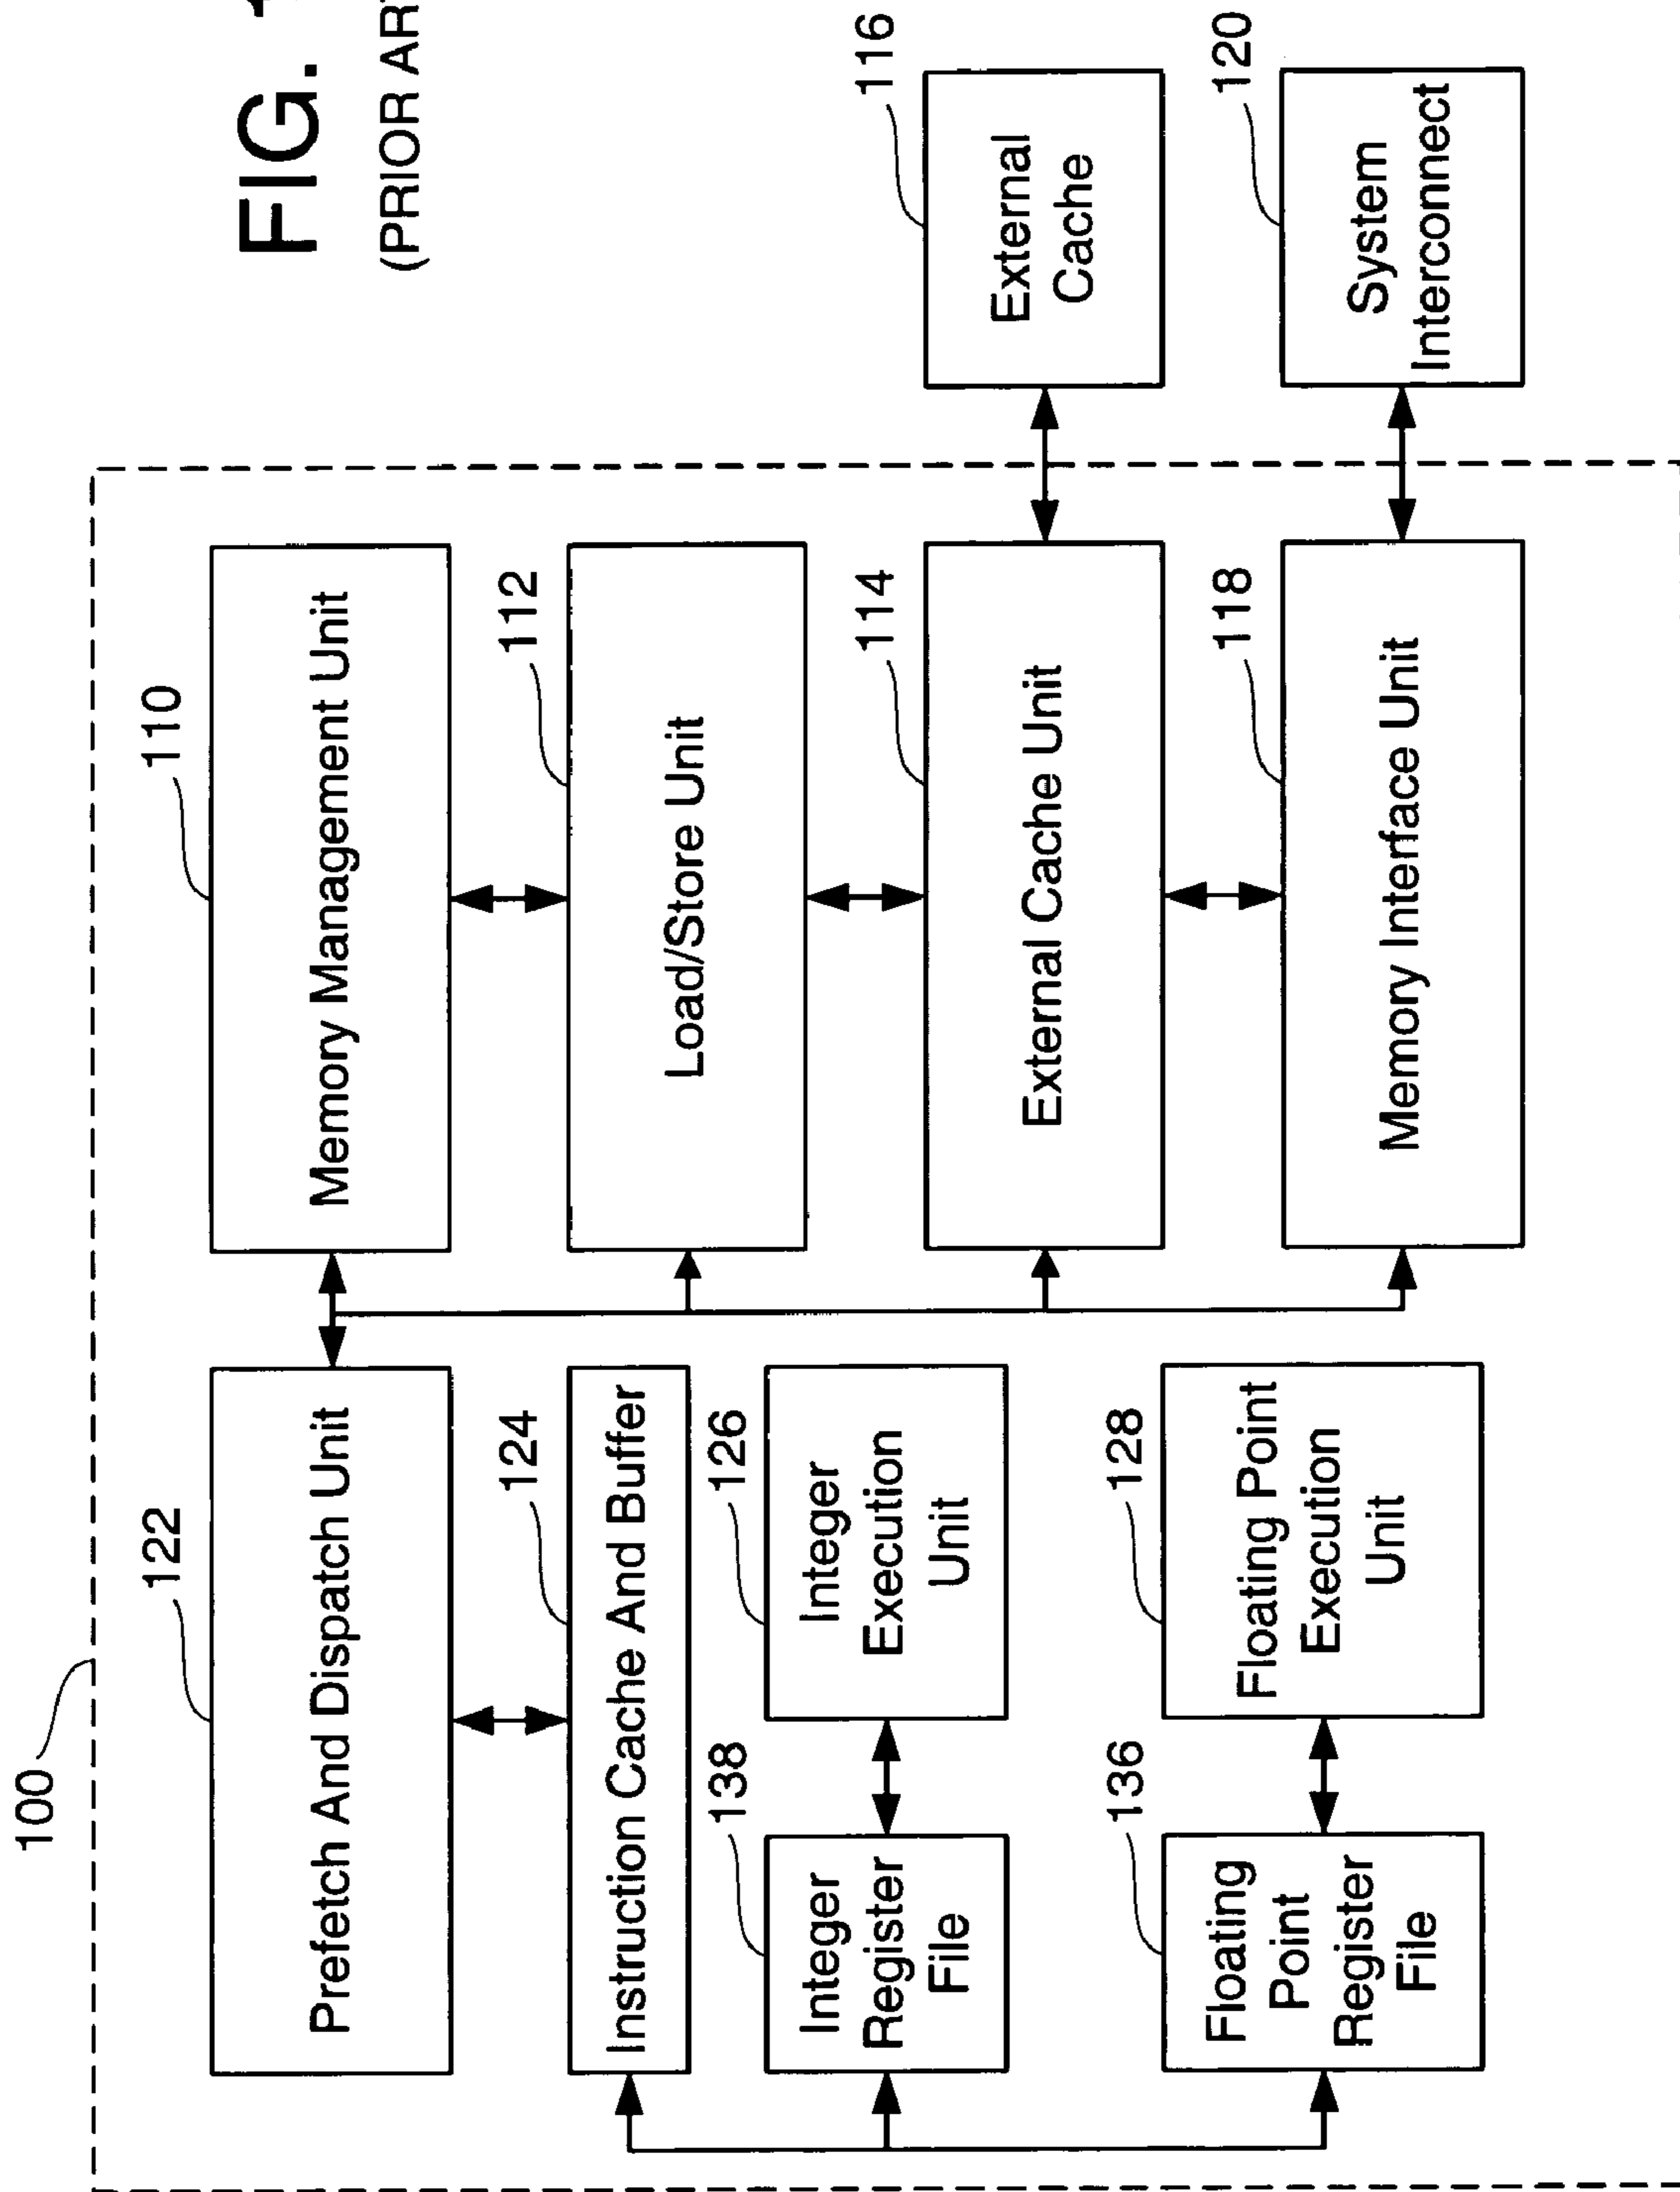 FIG. 1
(PRIOR AR
100
122
Prefetch And Dispatch Unit
110
Memory Management Unit
124
Instruction Cache And Buffer
112
Load/Store Unit
138
Integer
Register
File
126
Integer
Execution
Unit
114
External Cache Unit
116
External
Cache
136
Floating
Point
Register
File
128
Floating Point
Execution
Unit
118
Memory Interface Unit
120
System
Interconnect